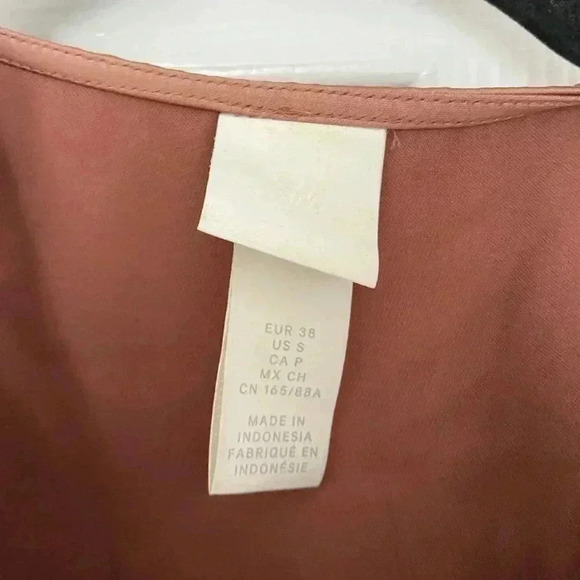 EUR 38
US S
CA P
MX CH
CN 165/88A
MADE IN
INDONESIA
FABRIQUÉ EN
INDONÉSIE